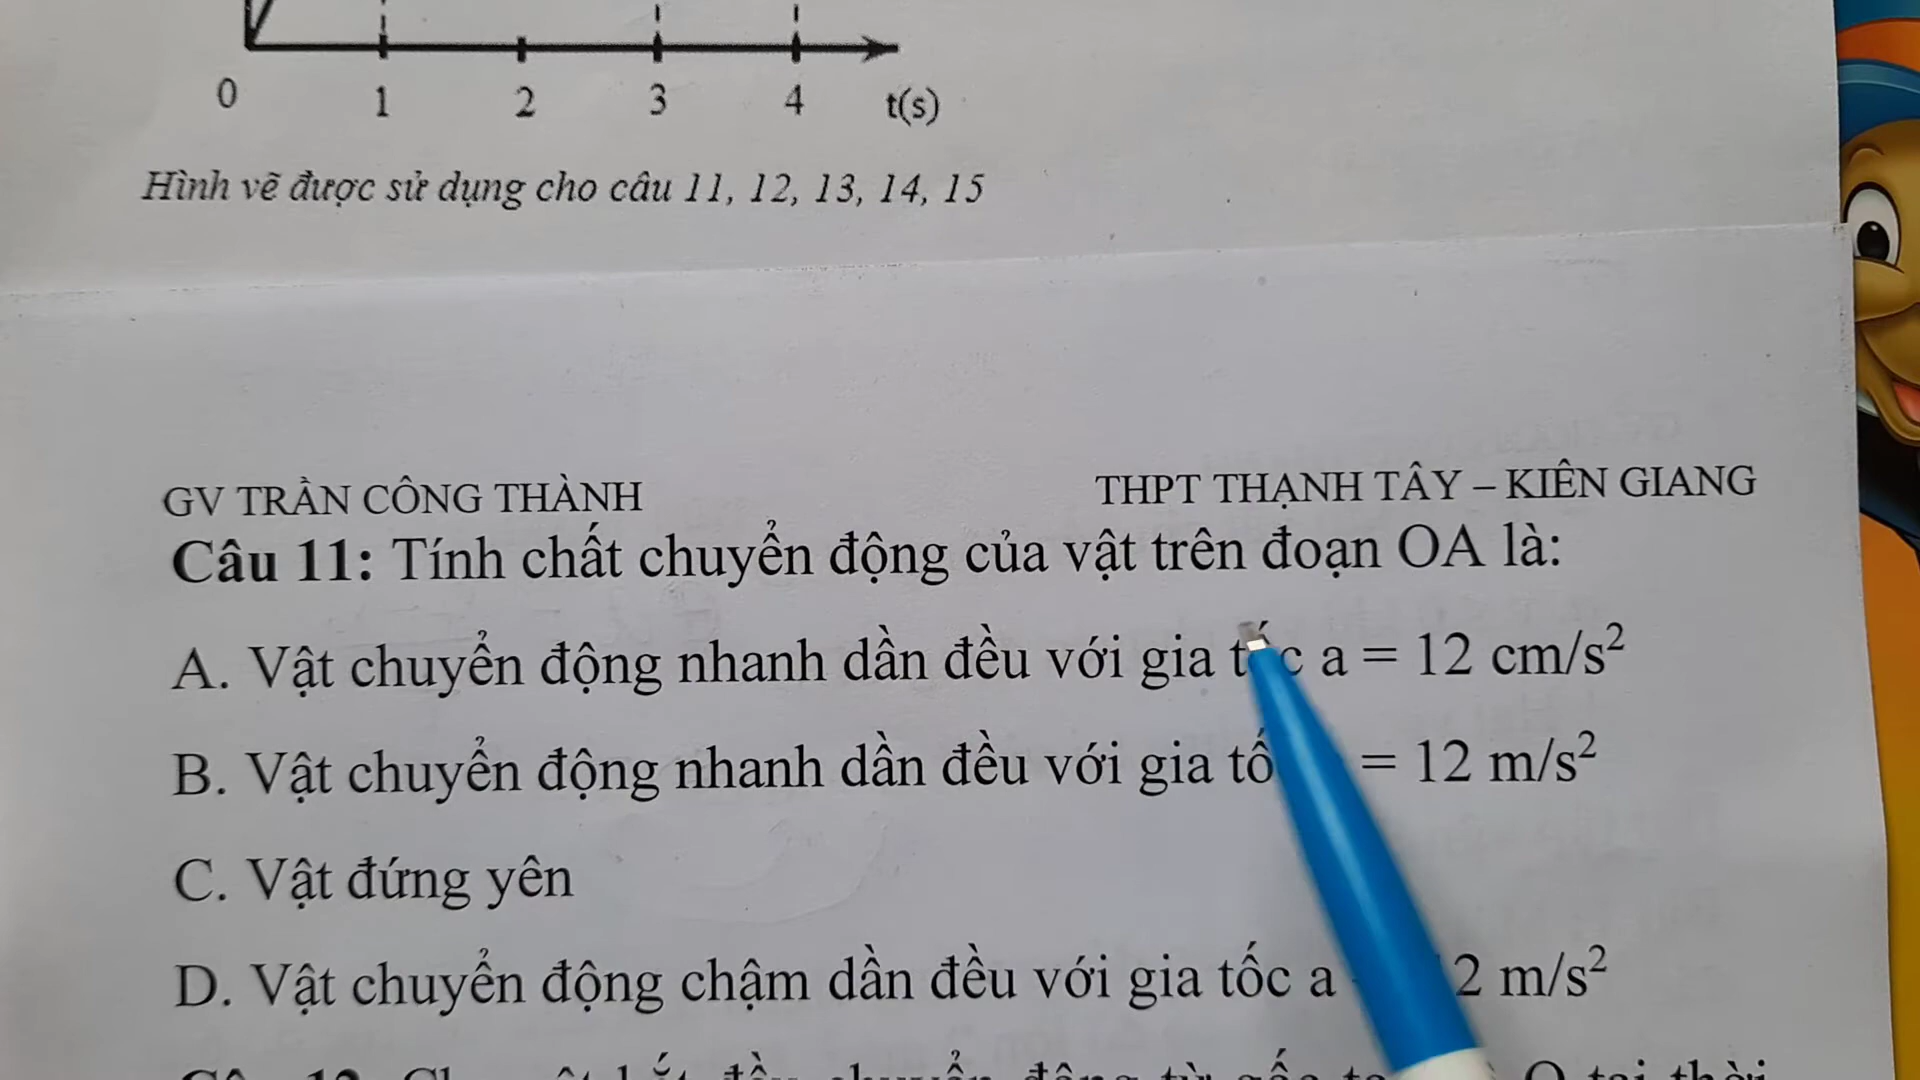 0 1 2 3 4 t(s)
Hình vẽ được sử dụng cho câu 11, 12, 13, 14, 15
GV TRẦN CÔNG THÀNH THPT THẠNH TÂY – KIÊN GIANG
Câu 11: Tính chất chuyển động của vật trên đoạn OA là:
A. Vật chuyển động nhanh dần đều với gia tốc a = 12 cm/s²
B. Vật chuyển động nhanh dần đều với gia = 12 m/s²
C. Vật đứng yên
D. Vật chuyển động chậm dần đều với gia tốc a 2 m/s²